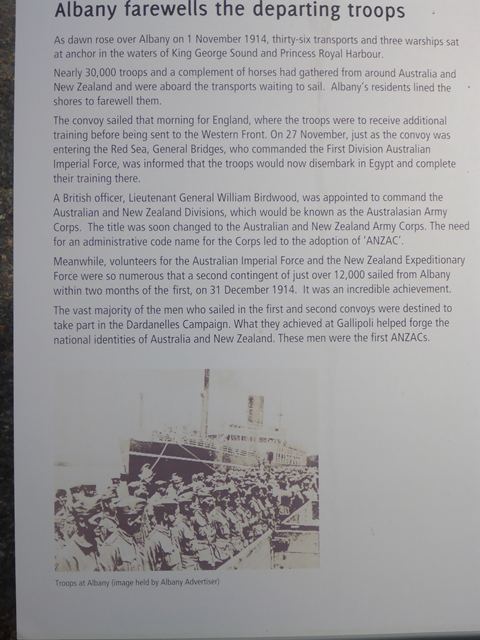 Albany farewells the departing troops
As dawn rose over Albany on 1 November 1914, thirty-six transports and three warships sat
at anchor in the waters of King George Sound and Princess Royal Harbour.
Nearly 30,000 troops and a complement of horses had gathered from around Australia and
New Zealand and were aboard the transports waiting to sail. Albany's residents lined the
shores to farewell them.
The convoy sailed that morning for England, where the troops were to receive additional
training before being sent to the Western Front. On 27 November, just as the convoy was
entering the Red Sea, General Bridges, who commanded the First Division Australian
Imperial Force, was informed that the troops would now disembark in Egypt and complete
their training there.
A British officer, Lieutenant General William Birdwood, was appointed to command the
Australian and New Zealand Divisions, which would be known as the Australasian Army
Corps. The title was soon changed to the Australian and New Zealand Army Corps. The need
for an administrative code name for the Corps led to the adoption of 'ANZAC'.
Meanwhile, volunteers for the Australian Imperial Force and the New Zealand Expeditionary
Force were so numerous that a second contingent of just over 12,000 sailed from Albany
within two months of the first, on 31 December 1914. It was an incredible achievement.
The vast majority of the men who sailed in the first and second convoys were destined to
take part in the Dardanelles Campaign. What they achieved at Gallipoli helped forge the
national identities of Australia and New Zealand. These men were the first ANZACs.
Troops at Albany (image held by Albany Advertiser)